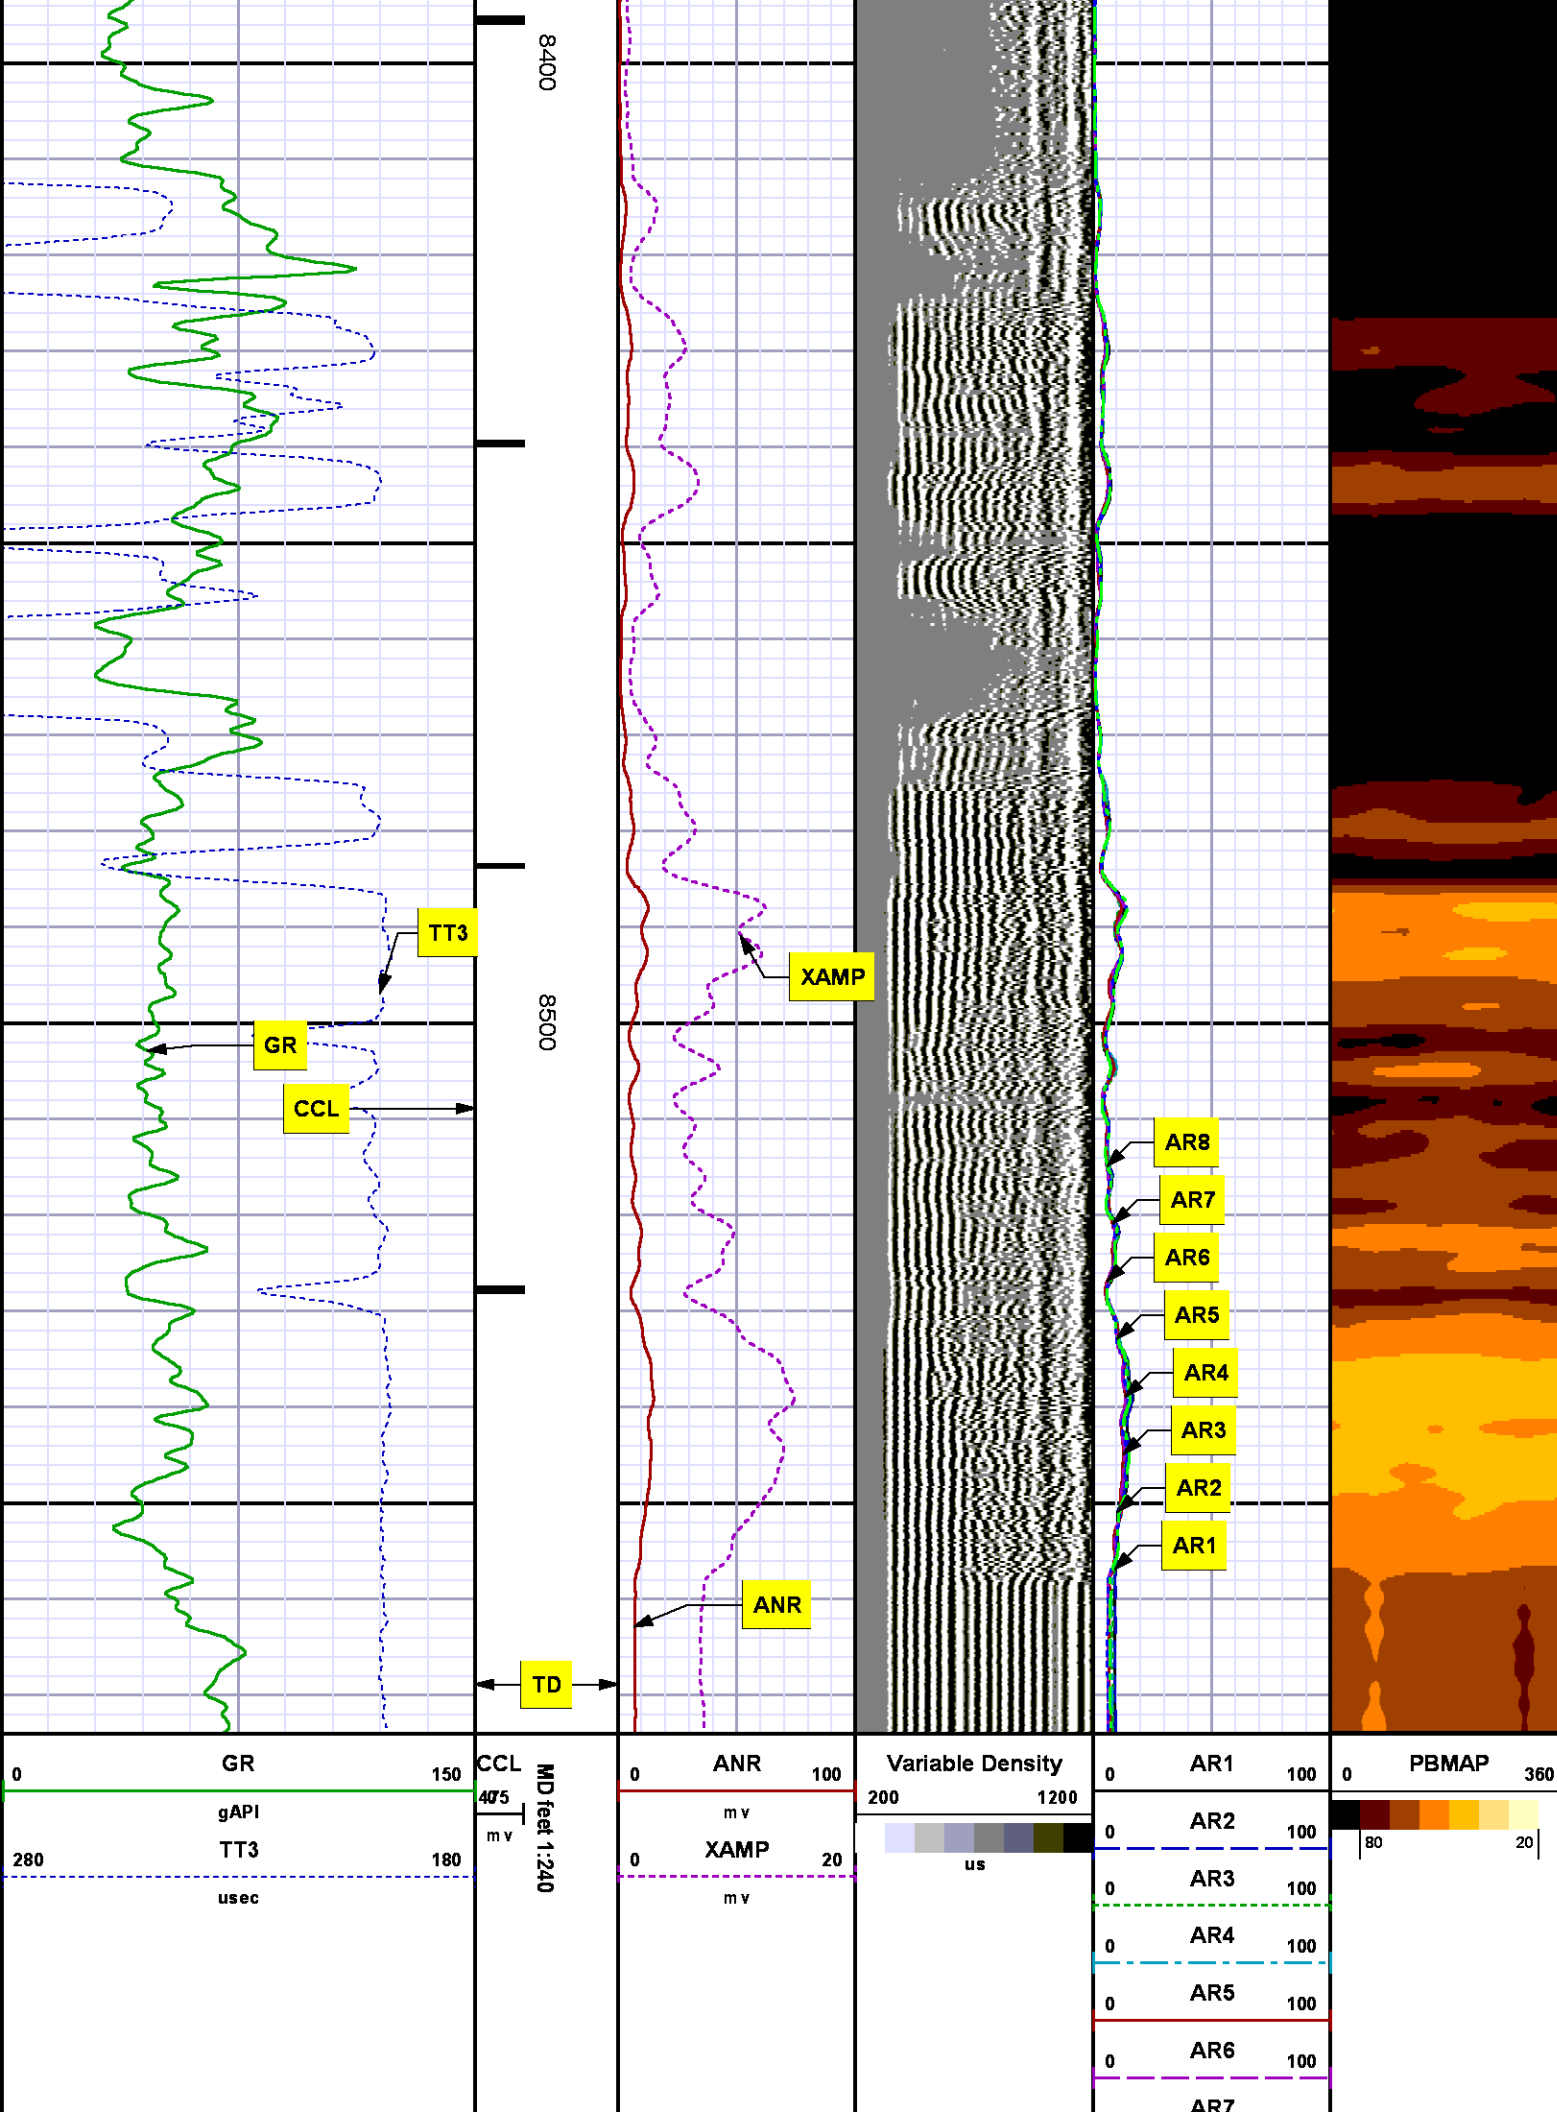 8400
TT3
XAMP
8500
GR
CCL
AR8
AR7
AR6
AR5
AR4
AR3
AR2
AR1
ANR
TD
0 GR 150
gAPI
280 TT3 180
usec
CCL
475
mv
MD feet 1:240
0 ANR 100
mv
0 XAMP 20
mv
Variable Density
200 1200
us
0 AR1 100
0 AR2 100
0 AR3 100
0 AR4 100
0 AR5 100
0 AR6 100
AR7
0 PBMAP 360
80 20